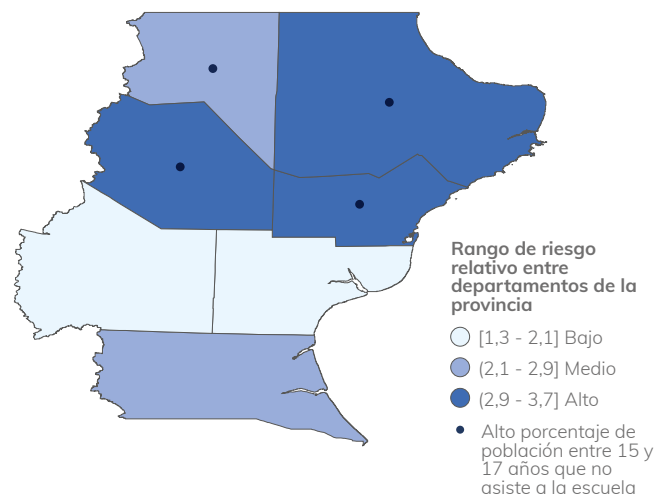 Rango de riesgo
relativo entre
departamentos de la
provincia
[1,3 - 2,1] Bajo
(2,1 - 2,9] Medio
(2,9 - 3,7] Alto
Alto porcentaje de
población entre 15 y
17 años que no
asiste a la escuela